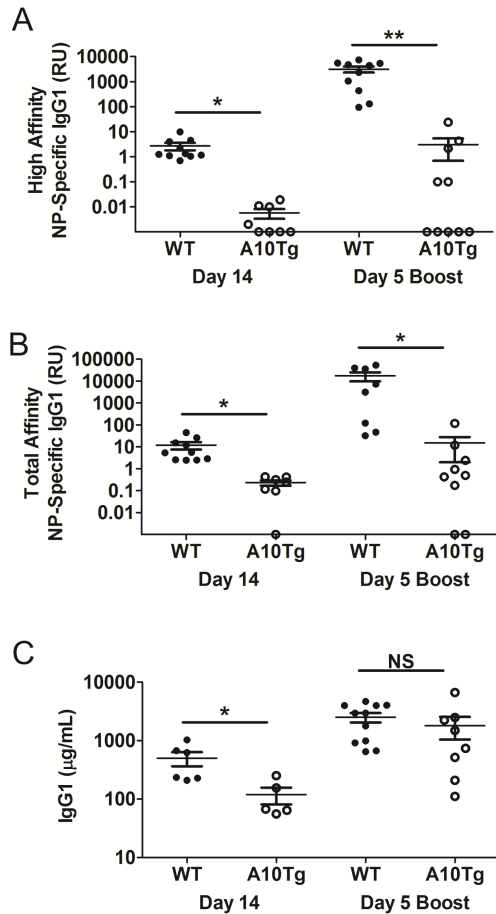 A
High Affinity
NP-Specific IgG1 (RU)
10000
1000
100
10
1
0.1
0.01
*
**
WT
A10Tg
WT
A10Tg
Day 14
Day 5 Boost
B
Total Affinity
NP-Specific IgG1 (RU)
100000
10000
1000
100
10
1
0.1
0.01
*
*
WT
A10Tg
WT
A10Tg
Day 14
Day 5 Boost
C
IgG1 (μg/mL)
10000
1000
100
10
*
NS
WT
A10Tg
WT
A10Tg
Day 14
Day 5 Boost